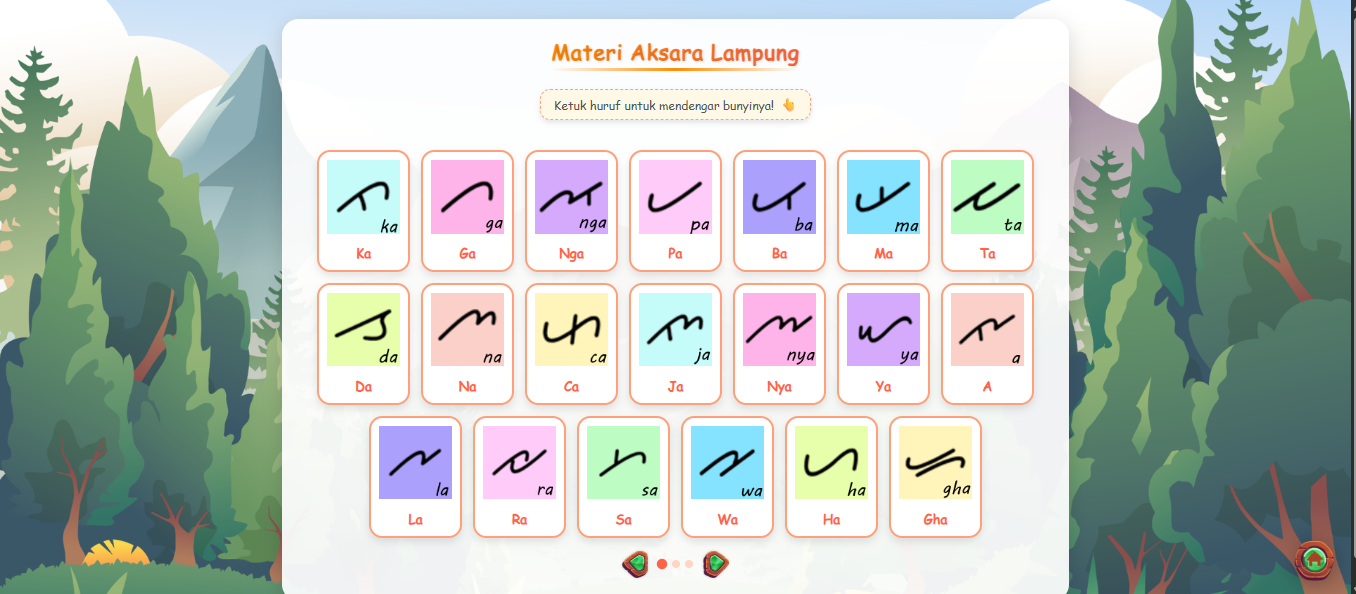 Materi Aksara Lampung
Ketuk huruf untuk mendengar bunyinya!
ka ga nga pa ba ma ta
Ka Ga Nga Pa Ba Ma Ta
da na ca ja nya ya a
Da Na Ca Ja Nya Ya A
la ra sa wa ha gha
La Ra Sa Wa Ha Gha